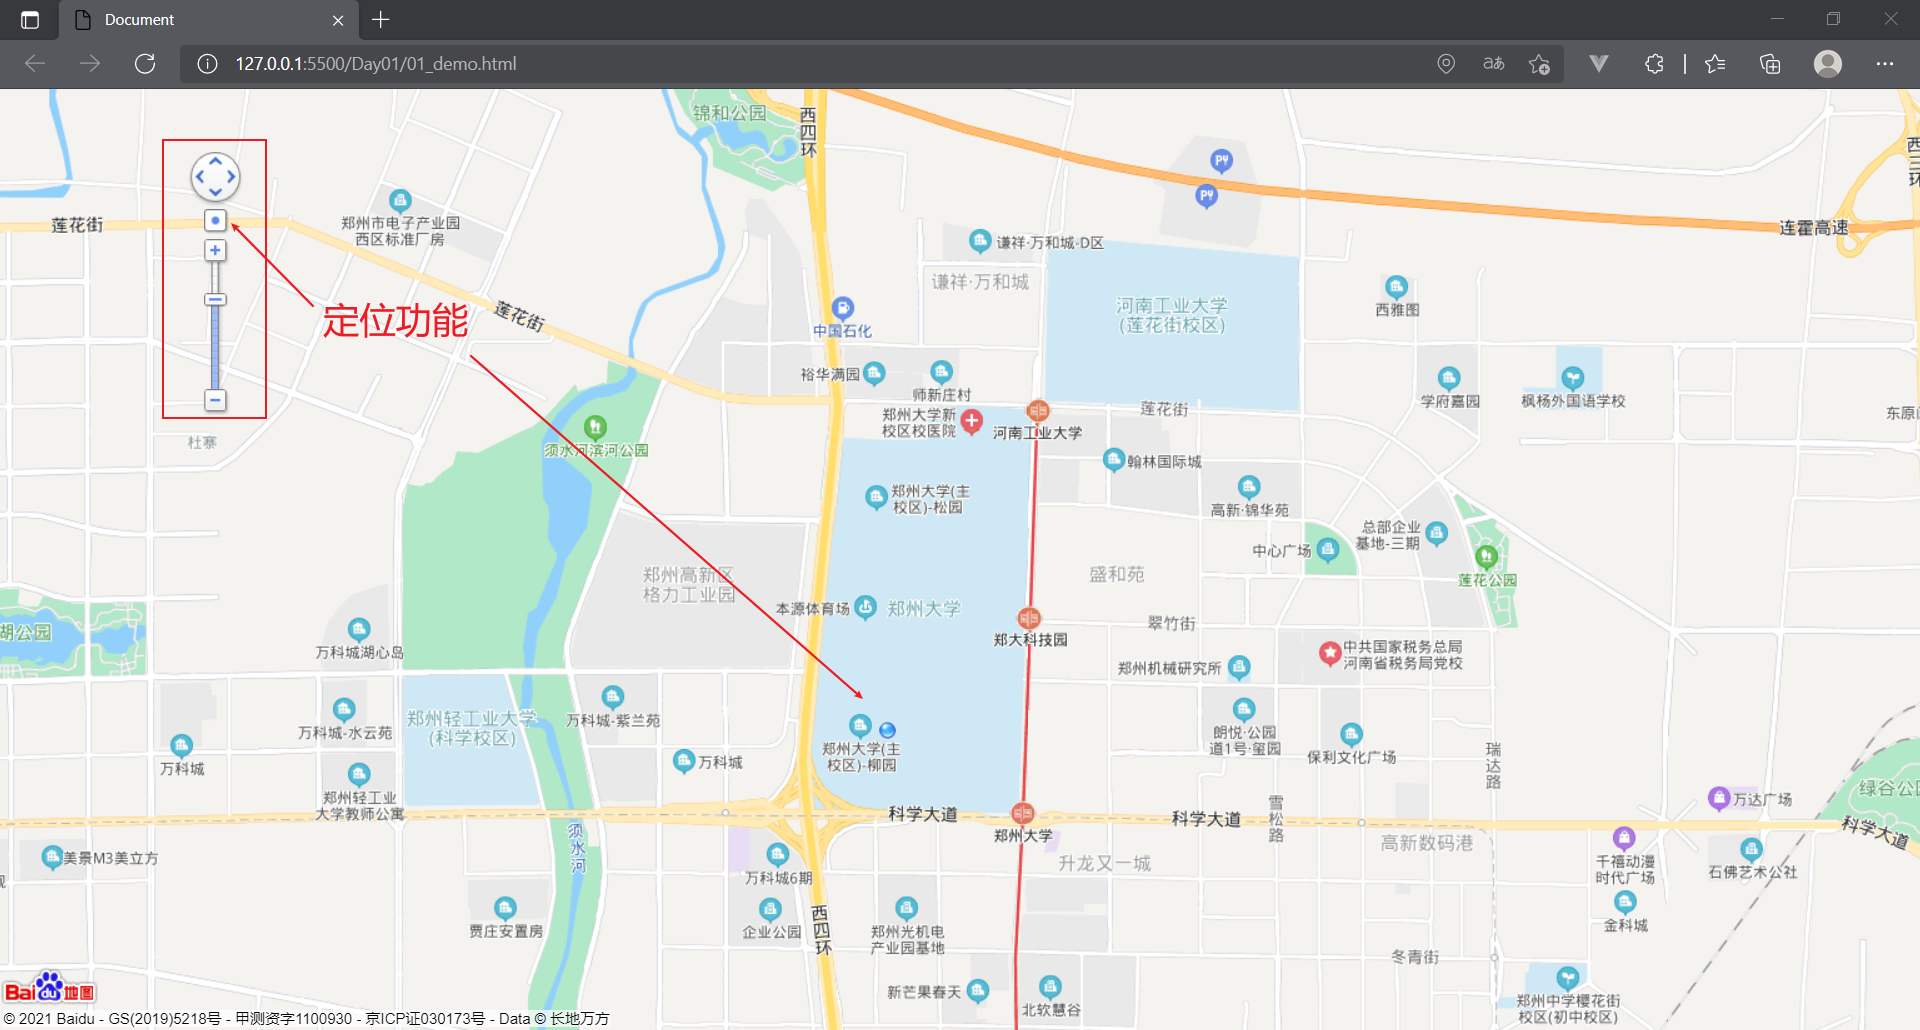 Document
127.0.0.1:5500/Day01/01_demo.html
aあ
锦和公园
西四环
PY
PY
西三环
莲花街
郑州市电子产业园
西区标准厂房
连霍高速
谦祥·万和城-D区
谦祥·万和城
定位功能
莲花街
中国石化
河南工业大学
(莲花街校区)
西雅图
裕华满园
师新庄村
郑州大学新
校区校医院
河南工业大学
莲花街
学府嘉园
枫杨外国语学校
东原
杜寨
须水河滨河公园
翰林国际城
郑州大学(主
校区)-松园
高新·锦华苑
总部企业
基地-三期
中心广场
莲花公园
郑州高新区
格力工业园
盛和苑
本源体育场
郑州大学
翠竹街
郑大科技园
湖公园
万科城湖心岛
郑州机械研究所
中共国家税务总局
河南省税务局党校
郑州轻工业大学
(科学校区)
万科城-紫兰苑
万科城-水云苑
郑州大学(主
校区)-柳园
朗悦·公园
道1号·玺园
保利文化广场
瑞达路
万科城
万科城
郑州轻工业
大学教师公寓
科学大道
科学大道
雪松路
万达广场
绿谷公
科学大道
郑州大学
高新数码港
须水河
美景M3美立方
升龙又一城
千禧动漫
时代广场
石佛艺术公社
万科城6期
金科城
贾庄安置房
企业公园
西四环
郑州光机电
产业园基地
冬青街
新芒果春天
北软慧谷
郑州中学樱花街
校区(初中校区)
Bai du 地图
© 2021 Baidu - GS(2019)5218号 - 甲测资字1100930 - 京ICP证030173号 - Data © 长地万方